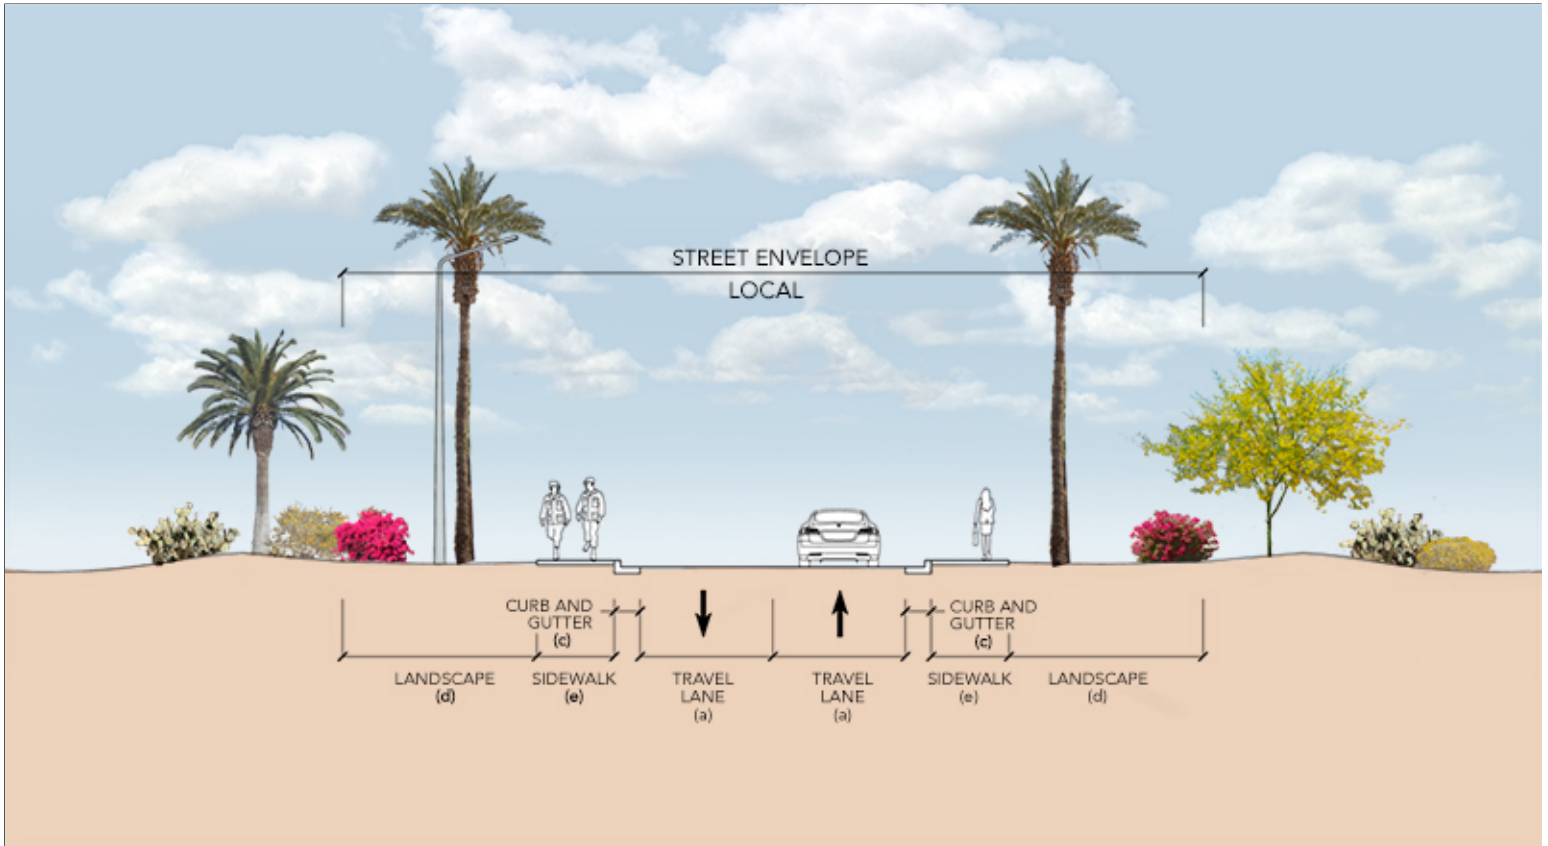 STREET ENVELOPE
LOCAL
CURB AND
GUTTER
(c)
CURB AND
GUTTER
(c)
LANDSCAPE
(d)
SIDEWALK
(e)
TRAVEL
LANE
(a)
TRAVEL
LANE
(a)
SIDEWALK
(e)
LANDSCAPE
(d)